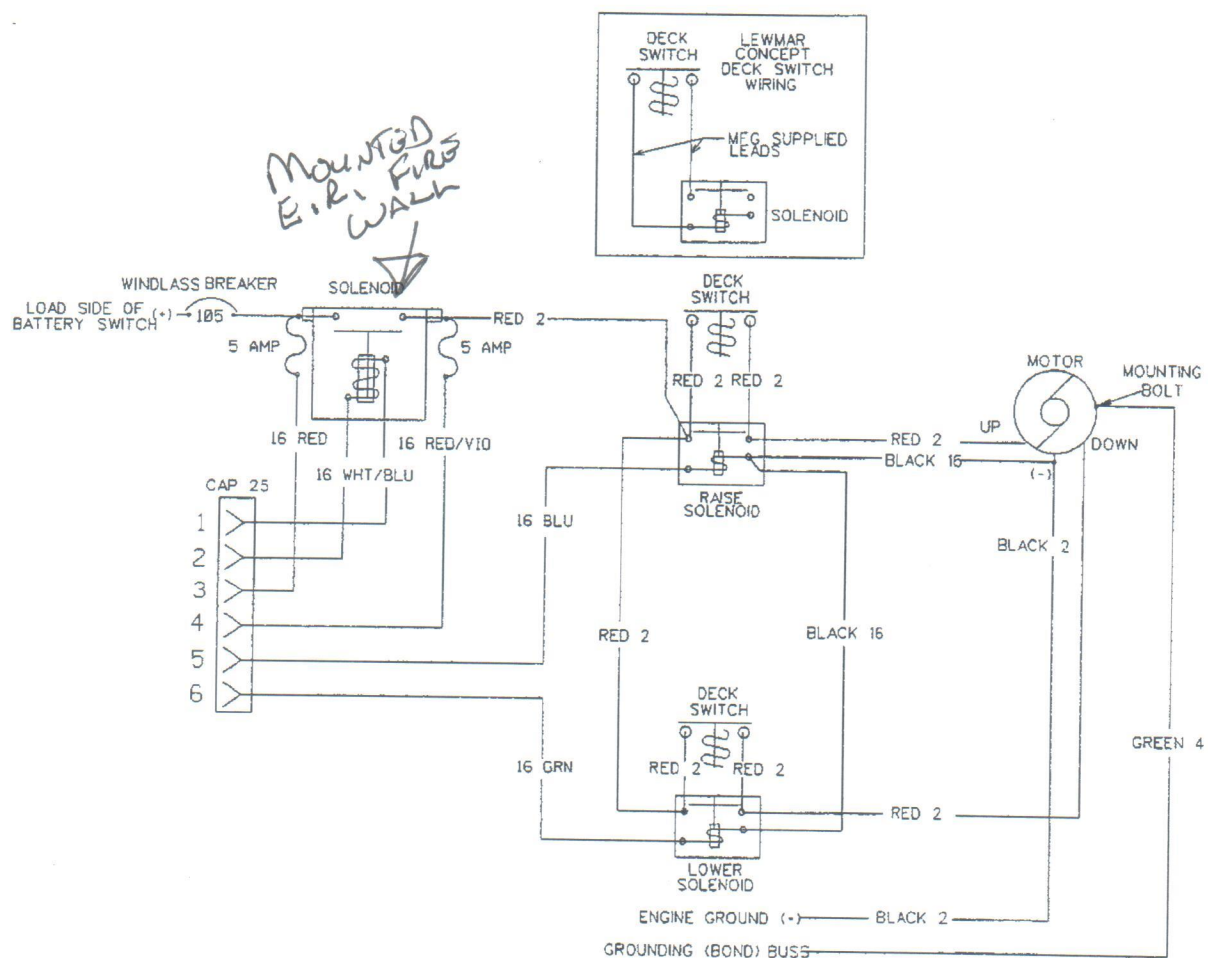 DECK
SWITCH
LEWMAR
CONCEPT
DECK SWITCH
WIRING
MFG SUPPLIED
LEADS
SOLENOID
MOUNTED
E.R. FIRE
WALL
WINDLASS BREAKER
SOLENOID
LOAD SIDE OF (+)
BATTERY SWITCH
105
RED 2
5 AMP
5 AMP
DECK
SWITCH
RED 2
RED 2
MOTOR
MOUNTING
BOLT
UP
DOWN
RED 2
BLACK 16
(-)
16 RED
16 RED/VIO
16 WHT/BLU
CAP 25
1
2
3
4
5
6
16 BLU
RAISE
SOLENOID
BLACK 2
RED 2
BLACK 16
DECK
SWITCH
GREEN 4
16 GRN
RED 2
RED 2
RED 2
LOWER
SOLENOID
ENGINE GROUND (-)
BLACK 2
GROUNDING (BOND) BUSS